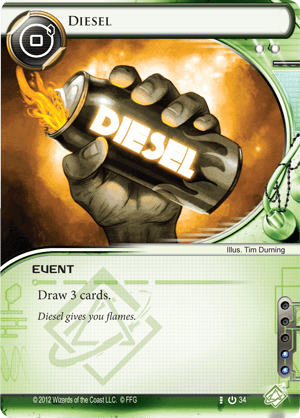 DIESEL
0
DIESEL
Illus. Tim Durning
EVENT
Draw 3 cards.
Diesel gives you flames.
© 2012 Wizards of the Coast LLC. © FFG
34